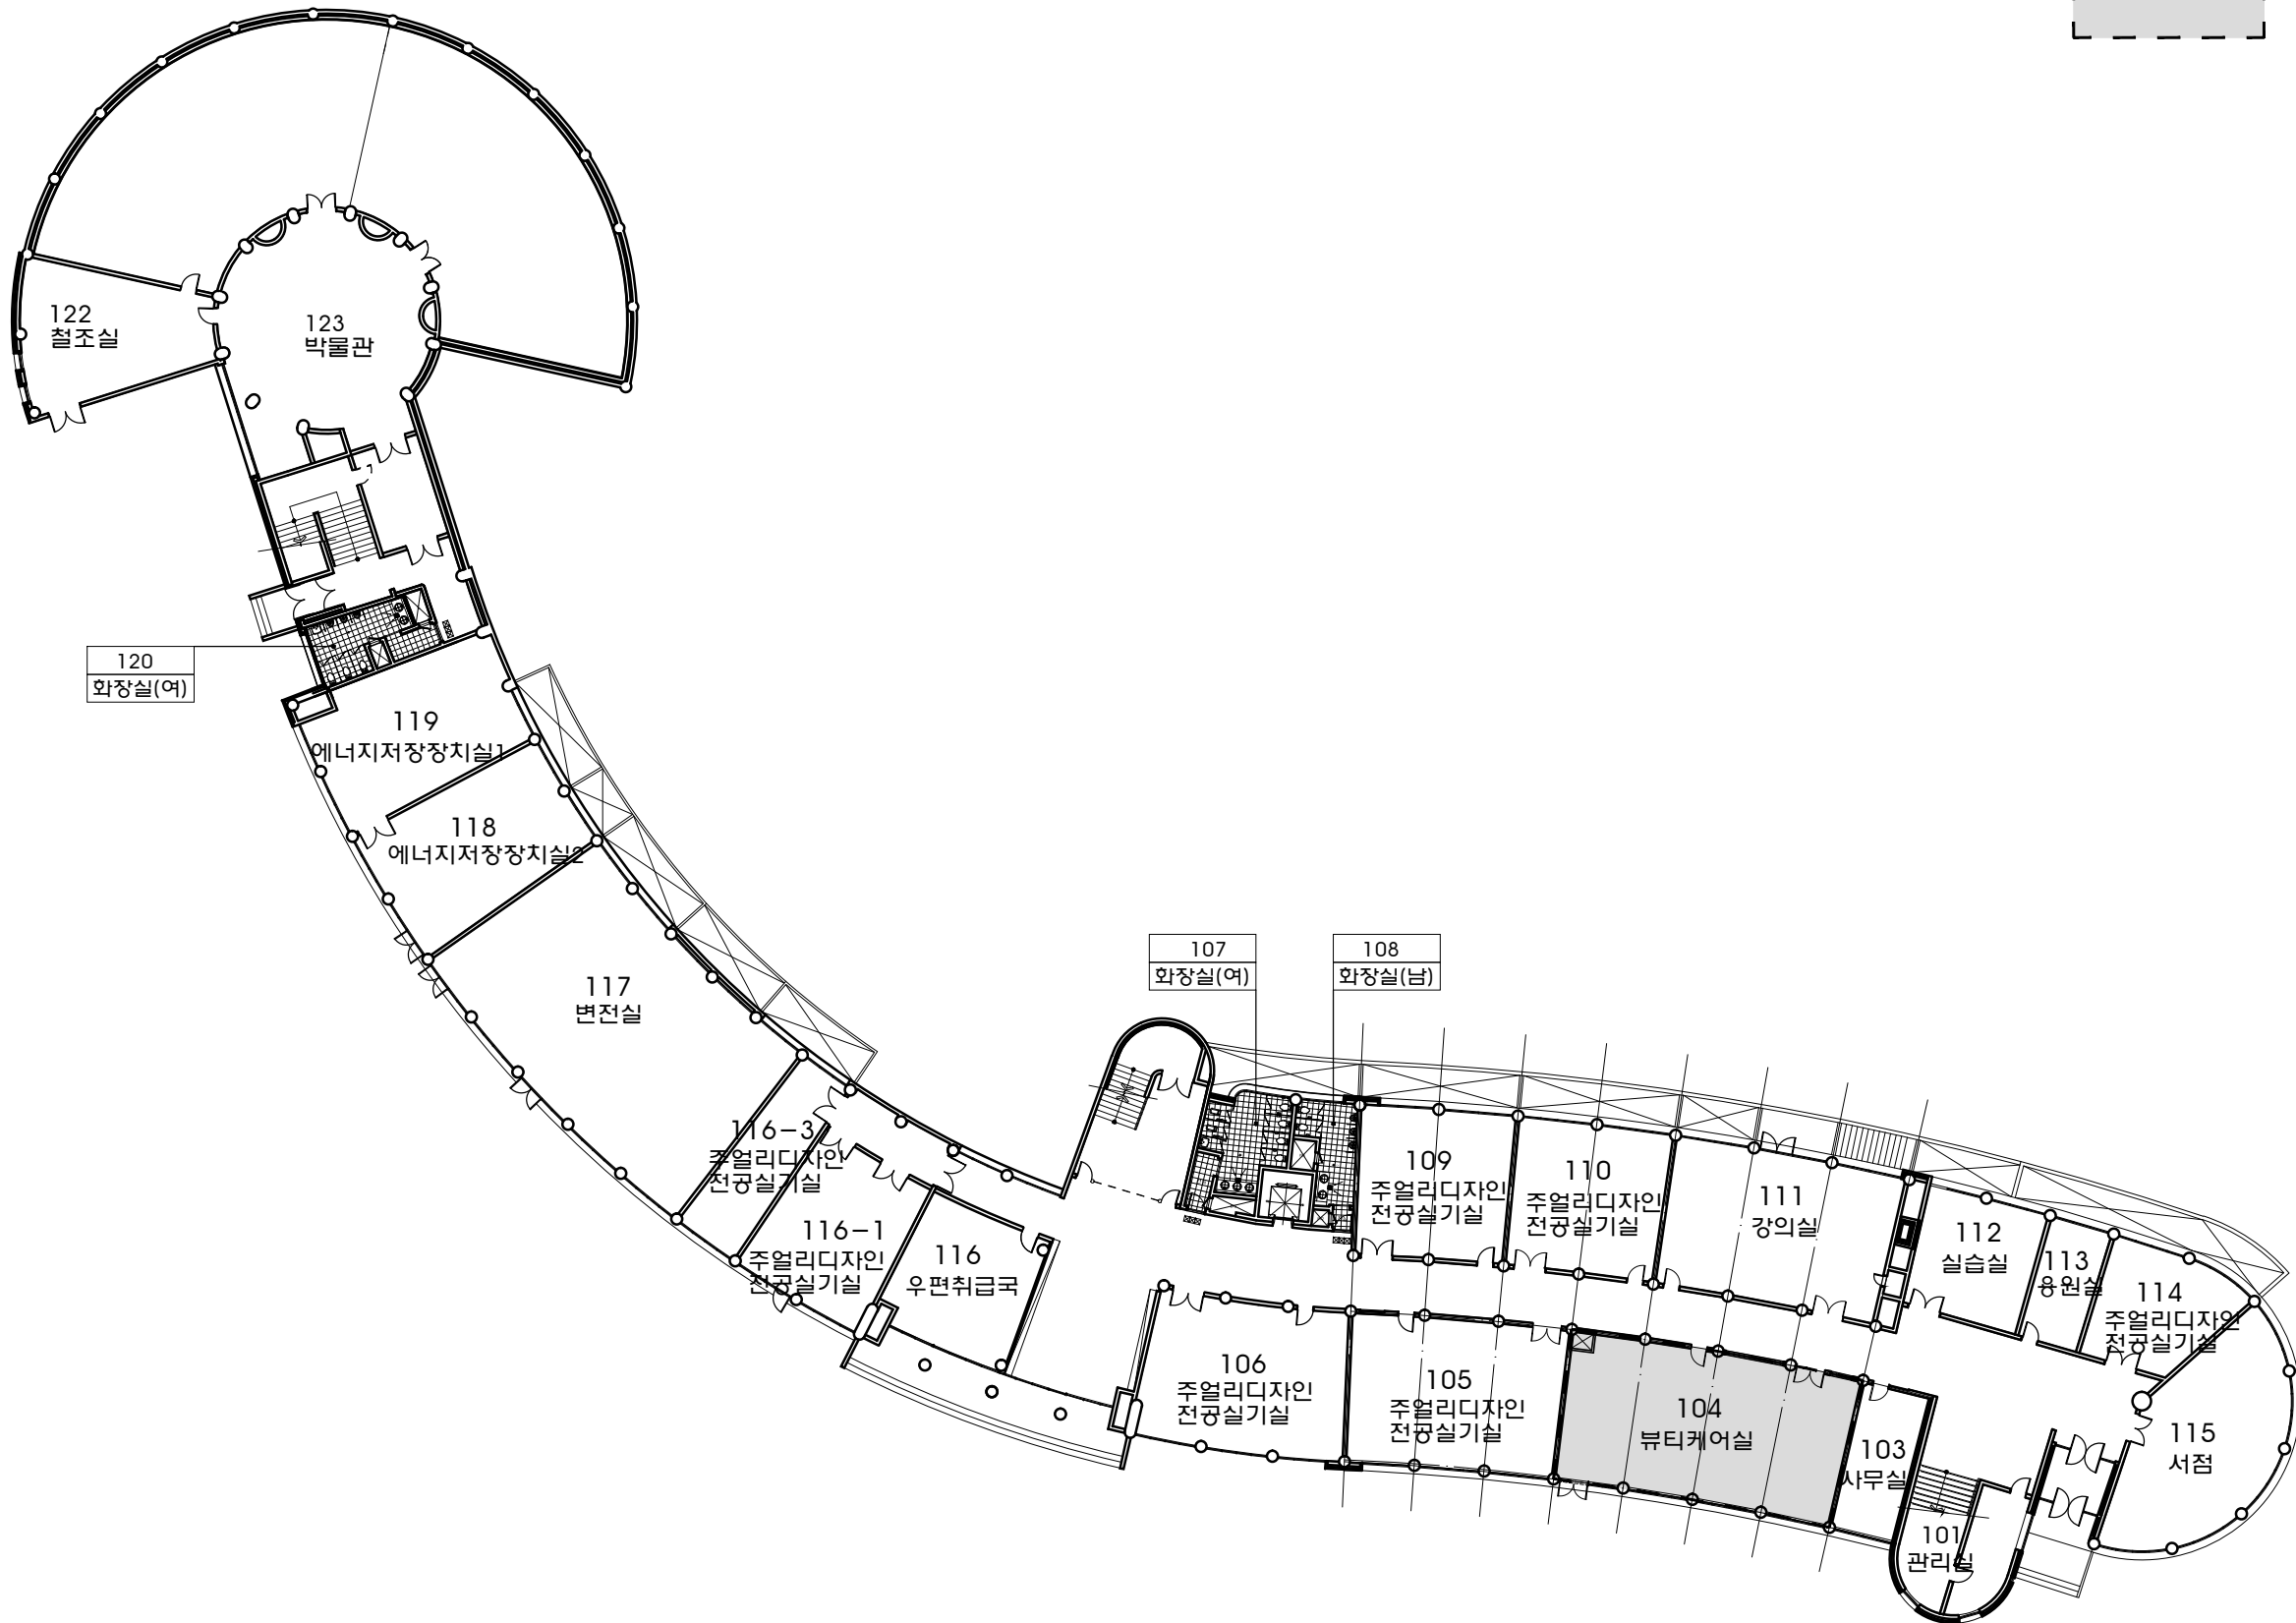 122
철조실
123
박물관
120
화장실(여)
119
에너지저장장치실1
118
에너지저장장치실2
117
변전실
107
화장실(여)
108
화장실(남)
116-3
주얼리디자인
전공실기실
116-1
주얼리디자인
전공실기실
116
우편취급국
109
주얼리디자인
전공실기실
110
주얼리디자인
전공실기실
111
강의실
112
실습실
113
용원실
114
주얼리디자인
전공실기실
106
주얼리디자인
전공실기실
105
주얼리디자인
전공실기실
104
뷰티케어실
103
사무실
115
서점
101
관리실